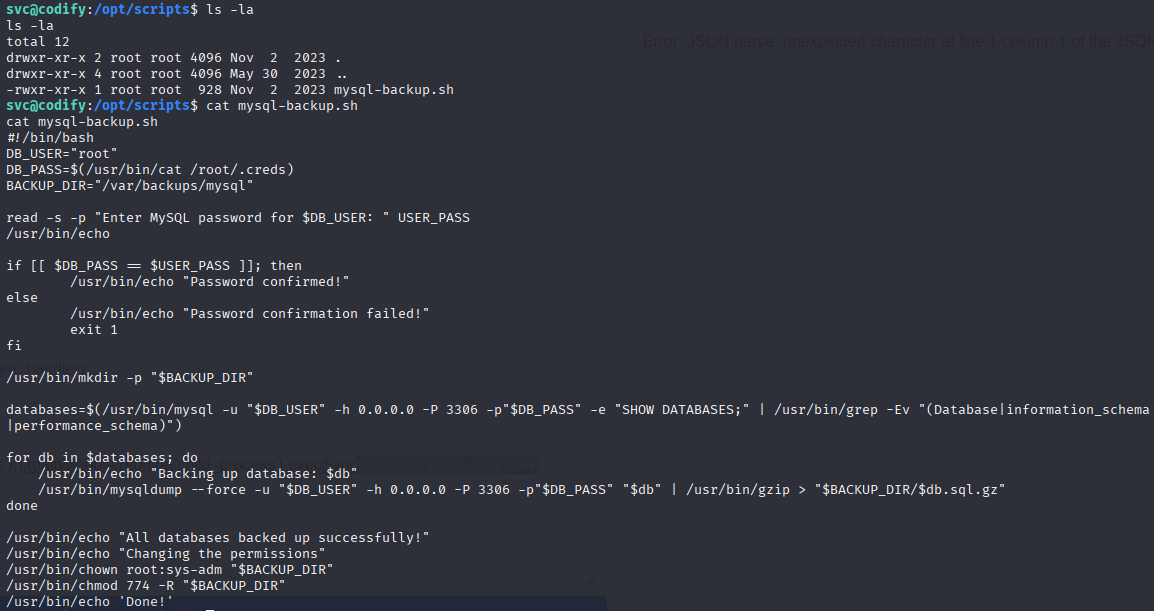 svc@codify:/opt/scripts$ ls -la
ls -la
total 12
drwxr-xr-x 2 root root 4096 Nov  2  2023 .
drwxr-xr-x 4 root root 4096 May 30  2023 ..
-rwxr-xr-x 1 root root  928 Nov  2  2023 mysql-backup.sh
svc@codify:/opt/scripts$ cat mysql-backup.sh
cat mysql-backup.sh
#!/bin/bash
DB_USER="root"
DB_PASS=$(/usr/bin/cat /root/.creds)
BACKUP_DIR="/var/backups/mysql"

read -s -p "Enter MySQL password for $DB_USER: " USER_PASS
/usr/bin/echo

if [[ $DB_PASS == $USER_PASS ]]; then
        /usr/bin/echo "Password confirmed!"
else
        /usr/bin/echo "Password confirmation failed!"
        exit 1
fi

/usr/bin/mkdir -p "$BACKUP_DIR"

databases=$(/usr/bin/mysql -u "$DB_USER" -h 0.0.0.0 -P 3306 -p"$DB_PASS" -e "SHOW DATABASES;" | /usr/bin/grep -Ev "(Database|information_schema
|performance_schema)")

for db in $databases; do
    /usr/bin/echo "Backing up database: $db"
    /usr/bin/mysqldump --force -u "$DB_USER" -h 0.0.0.0 -P 3306 -p"$DB_PASS" "$db" | /usr/bin/gzip > "$BACKUP_DIR/$db.sql.gz"
done

/usr/bin/echo "All databases backed up successfully!"
/usr/bin/echo "Changing the permissions"
/usr/bin/chown root:sys-adm "$BACKUP_DIR"
/usr/bin/chmod 774 -R "$BACKUP_DIR"
/usr/bin/echo 'Done!'
Error: JSON.parse: unexpected character at line 1 column 1 of the JSON